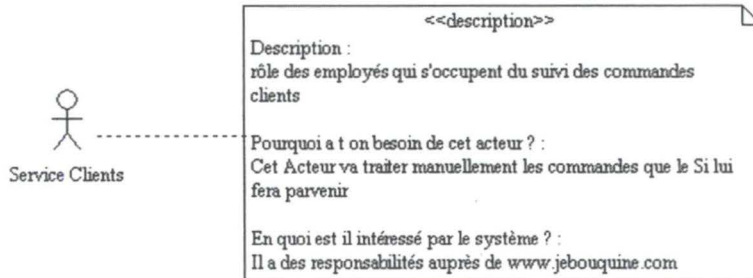 <<description>>
Description :
rôle des employés qui s'occupent du suivi des commandes
clients
Pourquoi a t on besoin de cet acteur ? :
Cet Acteur va traiter manuellement les commandes que le Si lui
fera parvenir
En quoi est il intéressé par le système ? :
Il a des responsabilités auprès de www.jebouquine.com
Service Clients